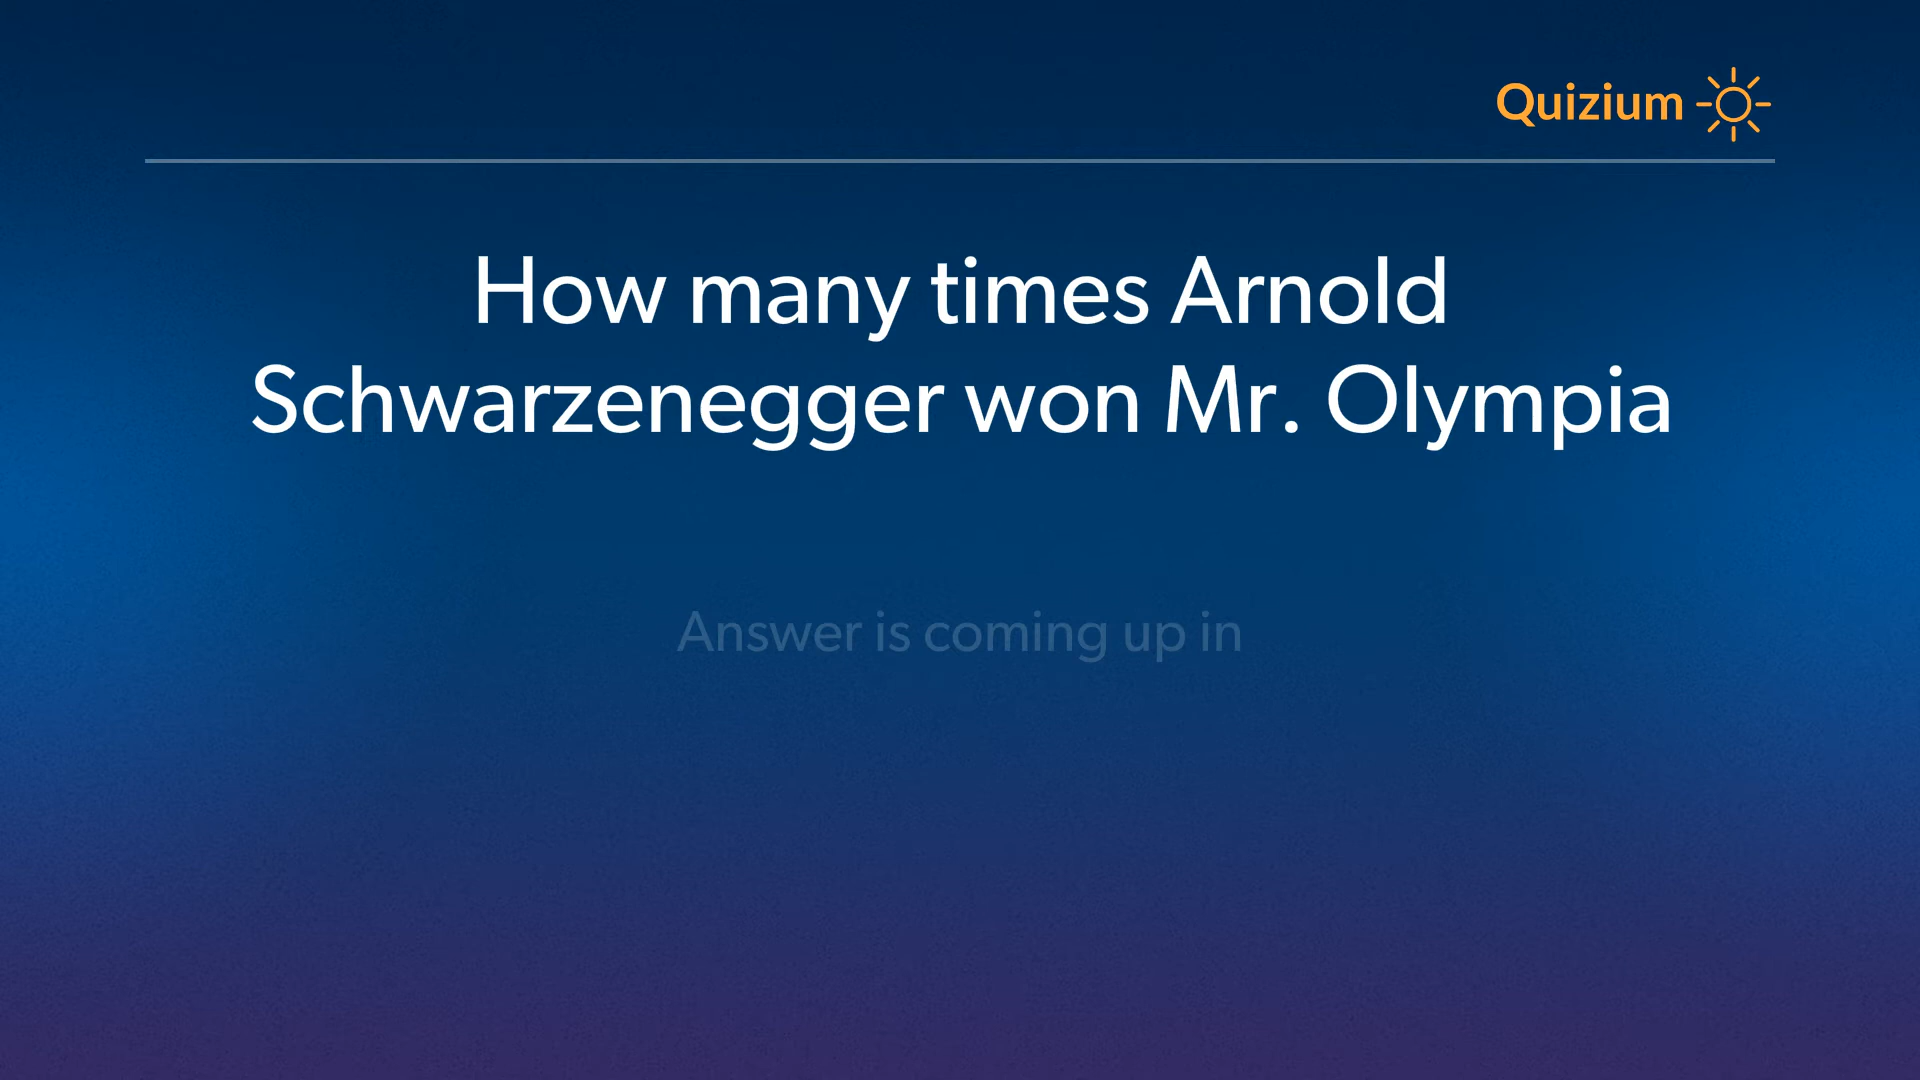 Quizium
How many times Arnold
Schwarzenegger won Mr. Olympia
Answer is coming up in